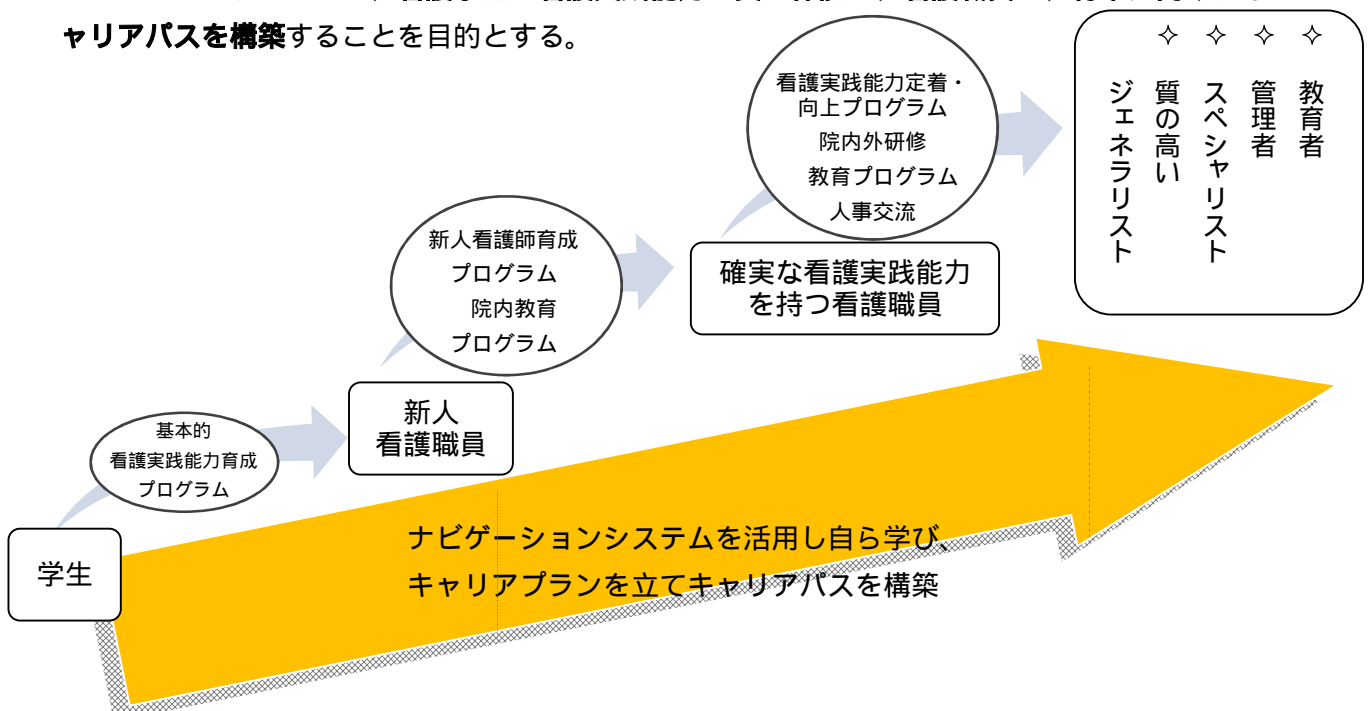 ャリアパスを構築することを目的とする。
✧ 教育者
✧ 管理者
✧ スペシャリスト
✧ 質の高い
ジェネラリスト
看護実践能力定着・
向上プログラム
院内外研修
教育プログラム
人事交流
確実な看護実践能力
を持つ看護職員
新人看護師育成
プログラム
院内教育
プログラム
新人
看護職員
基本的
看護実践能力育成
プログラム
学生
ナビゲーションシステムを活用し自ら学び、
キャリアプランを立てキャリアパスを構築